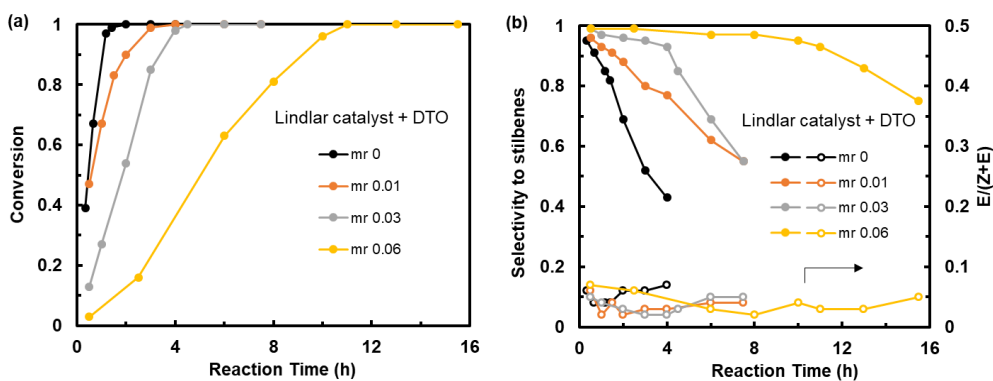 (a)
1
0.8
0.6
0.4
0.2
0
Conversion
0
4
8
12
16
Reaction Time (h)
Lindlar catalyst + DTO
mr 0
mr 0.01
mr 0.03
mr 0.06
(b)
1
0.8
0.6
0.4
0.2
0
Selectivity to stilbenes
0
4
8
12
16
Reaction Time (h)
Lindlar catalyst + DTO
mr 0
mr 0.01
mr 0.03
mr 0.06
0.5
0.4
0.3
0.2
0.1
0
E/(Z+E)